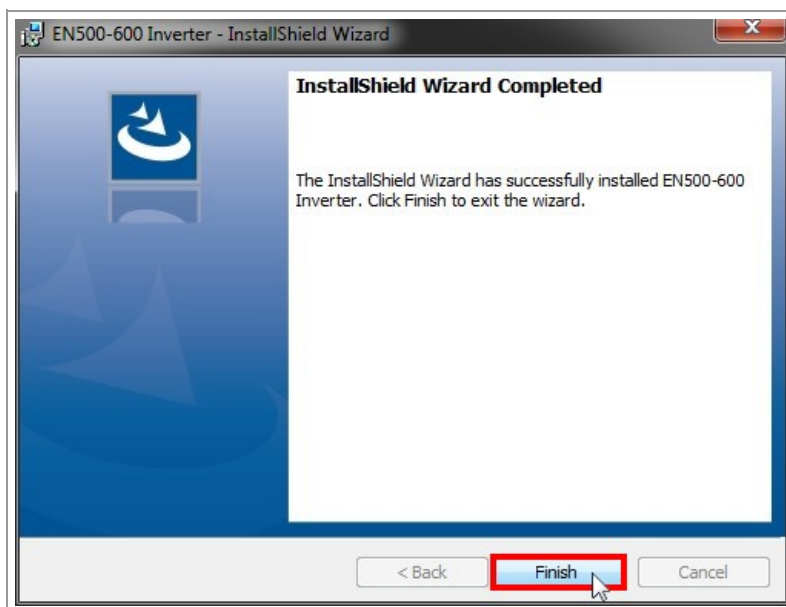 EN500-600 Inverter - InstallShield Wizard
InstallShield Wizard Completed
The InstallShield Wizard has successfully installed EN500-600
Inverter. Click Finish to exit the wizard.
< Back
Finish
Cancel